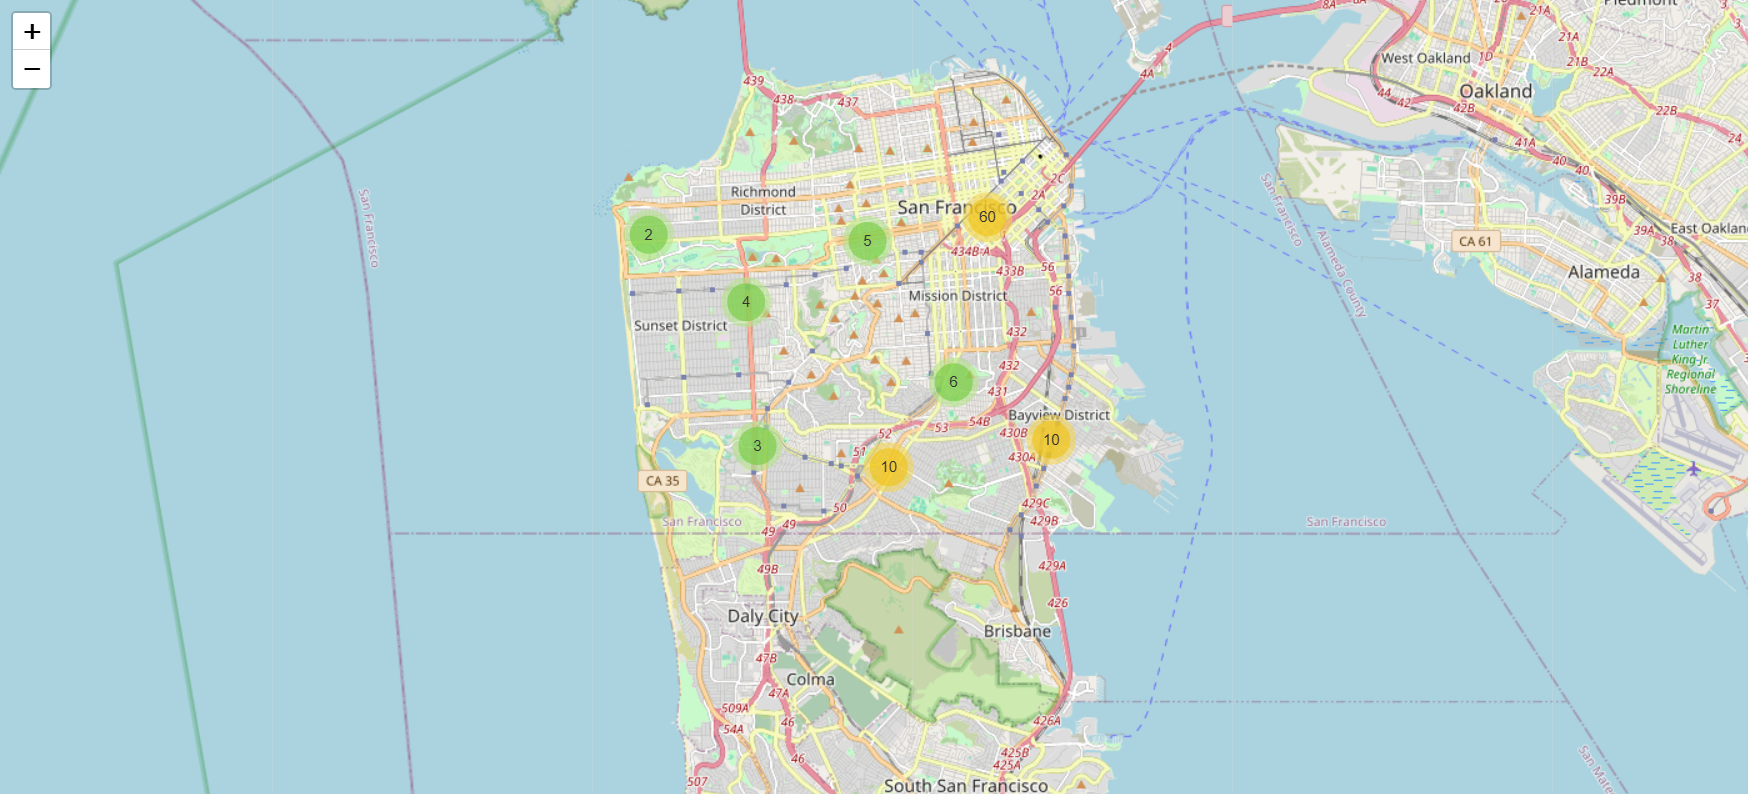 +
−
439
438
437
4
4A
8A
8A
Piedmont
21A
21A
21B
22A
1D
22B
24
3
3
West Oakland
Oakland
44
42
42B
41A
40
40
39B
39A
38
38
37
East Oaklan
CA 61
Alameda
Martin
Luther
King-Jr.
Regional
Shoreline
San Francisco
San Francisco
Alameda County
Richmond
District
2C
2A
San Francisco
60
2
5
434B-A
433B
56
56
4
Mission District
Sunset District
432
432
6
431
Bayview District
54B
53
52
430B
430A
10
3
51
10
CA 35
50
49
49
San Francisco
San Francisco
429C
429B
429A
49B
426
Daly City
Brisbane
47B
Colma
47A
509A
46
54A
46
426A
425B
425A
507
South San Francisco
San Mate